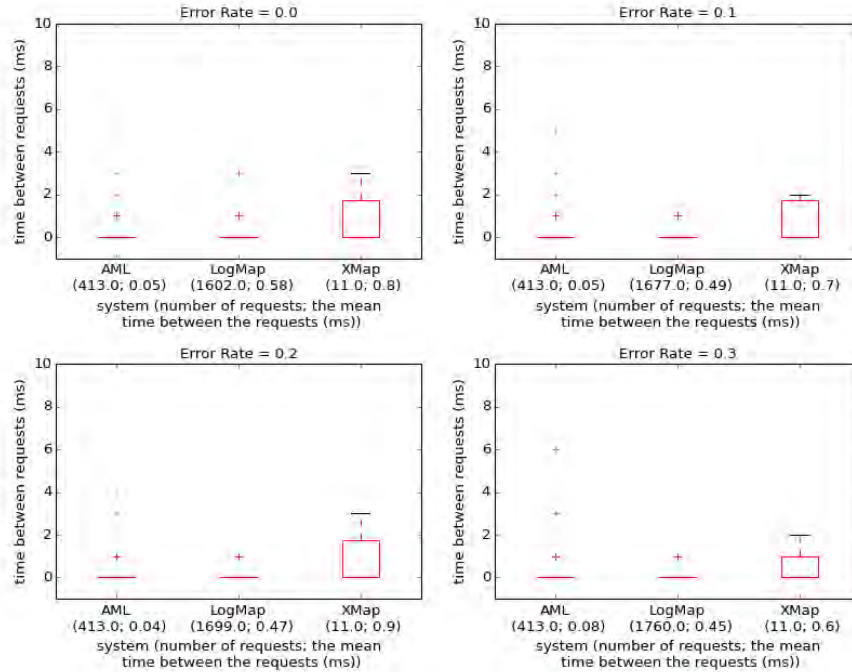 Error Rate = 0.0
10
8
6
4
2
0
time between requests (ms)
AML LogMap XMap
(413.0; 0.05) (1602.0; 0.58) (11.0; 0.8)
system (number of requests; the mean
time between the requests (ms))
Error Rate = 0.1
10
8
6
4
2
0
time between requests (ms)
AML LogMap XMap
(413.0; 0.05) (1677.0; 0.49) (11.0; 0.7)
system (number of requests; the mean
time between the requests (ms))
Error Rate = 0.2
10
8
6
4
2
0
time between requests (ms)
AML LogMap XMap
(413.0; 0.04) (1699.0; 0.47) (11.0; 0.9)
system (number of requests; the mean
time between the requests (ms))
Error Rate = 0.3
10
8
6
4
2
0
time between requests (ms)
AML LogMap XMap
(413.0; 0.08) (1760.0; 0.45) (11.0; 0.6)
system (number of requests; the mean
time between the requests (ms))